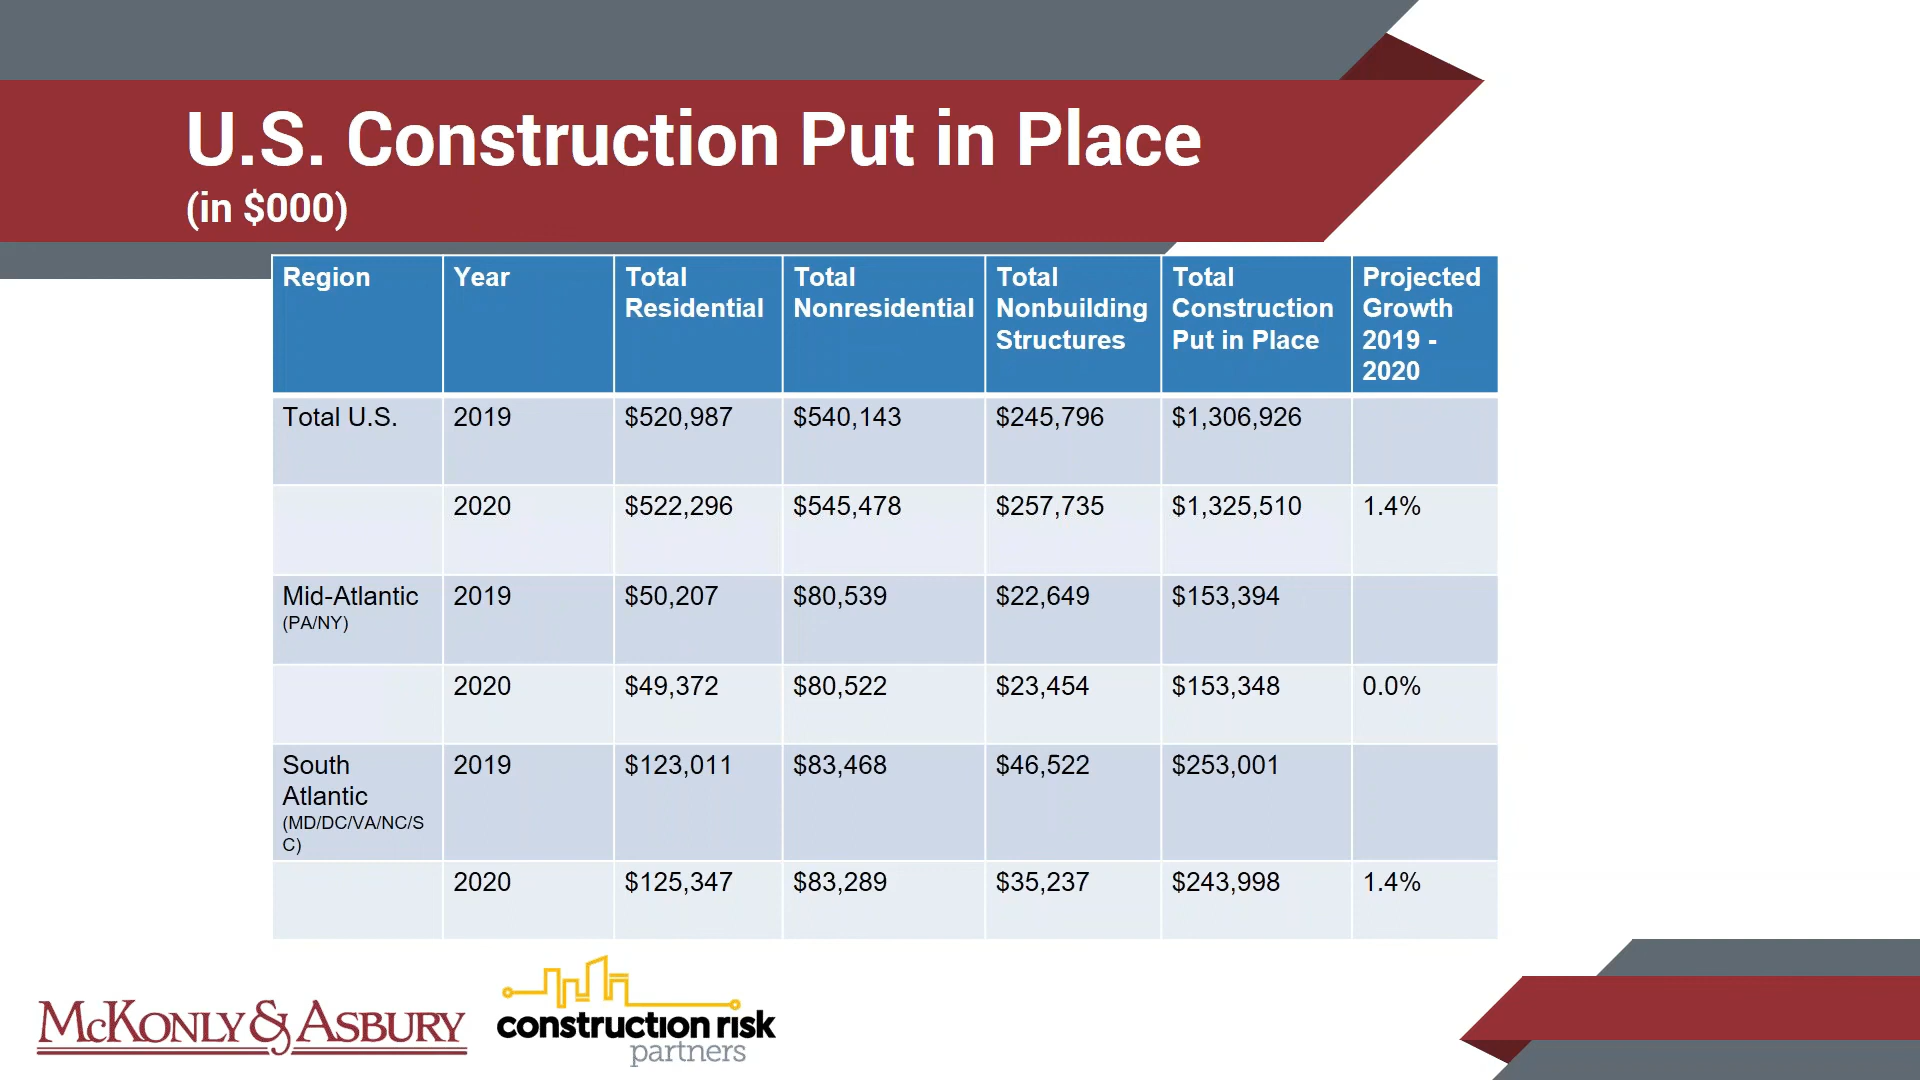 U.S. Construction Put in Place
(in $000)
Region Year Total Residential Total Nonresidential Total Nonbuilding Structures Total Construction Put in Place Projected Growth 2019 - 2020
Total U.S. 2019 $520,987 $540,143 $245,796 $1,306,926
2020 $522,296 $545,478 $257,735 $1,325,510 1.4%
Mid-Atlantic (PA/NY) 2019 $50,207 $80,539 $22,649 $153,394
2020 $49,372 $80,522 $23,454 $153,348 0.0%
South Atlantic (MD/DC/VA/NC/SC) 2019 $123,011 $83,468 $46,522 $253,001
2020 $125,347 $83,289 $35,237 $243,998 1.4%
McKonly & Asbury
construction risk
partners